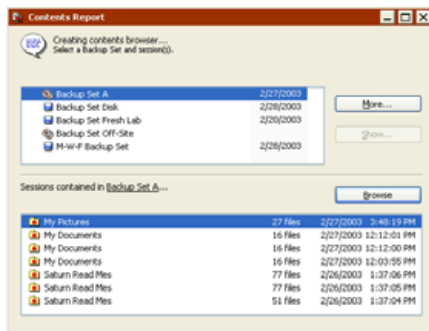 Contents Report
Creating contents browser...
Select a Backup Set and session(s).
Backup Set A 2/27/2003
Backup Set Disk 2/28/2003
Backup Set Fresh Lab 2/20/2003
Backup Set Off-Site
M-W-F Backup Set 2/28/2003
More...
Show...
Sessions contained in Backup Set A...
Browse
My Pictures 27 files 2/27/2003 3:48:19 PM
My Documents 16 files 2/27/2003 12:12:01 PM
My Documents 16 files 2/27/2003 12:12:00 PM
My Documents 16 files 2/27/2003 12:03:55 PM
Saturn Read Mes 77 files 2/26/2003 1:37:06 PM
Saturn Read Mes 77 files 2/26/2003 1:37:05 PM
Saturn Read Mes 51 files 2/26/2003 1:37:04 PM